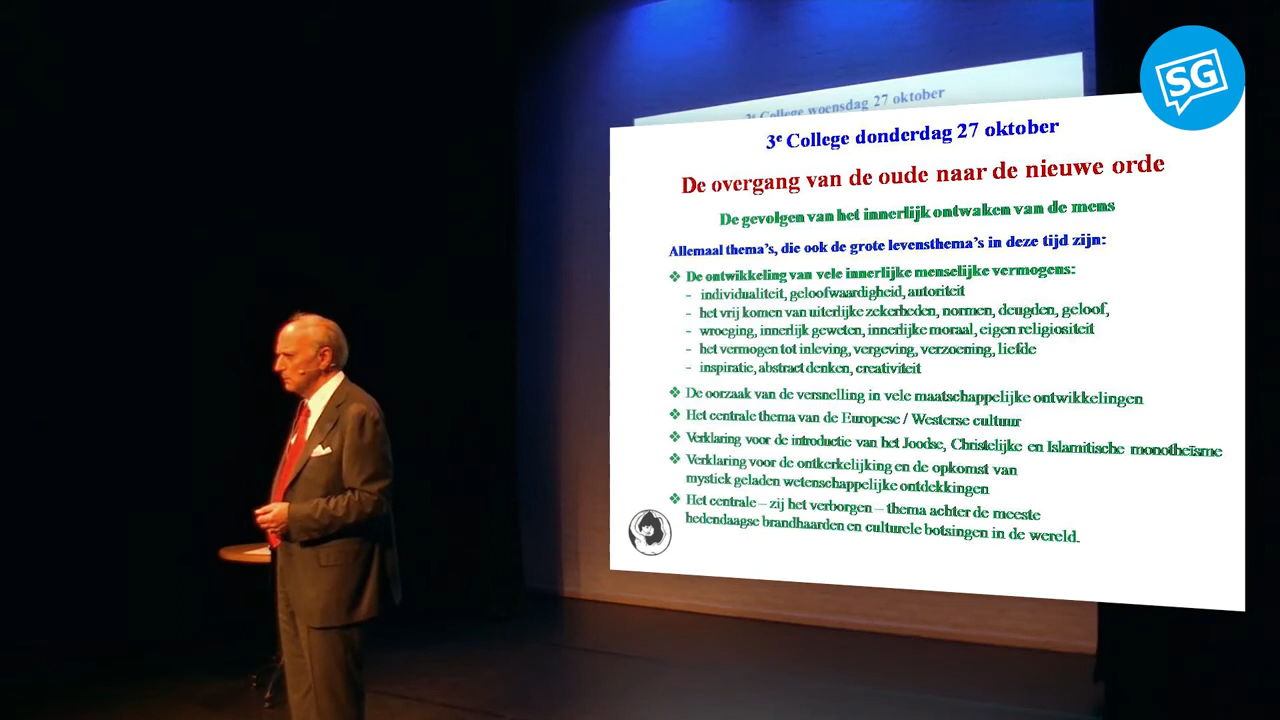 SG
2e College woensdag 27 oktober
3e College donderdag 27 oktober
De overgang van de oude naar de nieuwe orde
De gevolgen van het innerlijk ontwaken van de mens
Allemaal thema's, die ook de grote levensthema's in deze tijd zijn:
❖ De ontwikkeling van vele innerlijke menselijke vermogens:
- individualiteit, geloofwaardigheid, autoriteit
- het vrij komen van uiterlijke zekerheden, normen, deugden, geloof,
- wroeging, innerlijk geweten, innerlijke moraal, eigen religiositeit
- het vermogen tot inleving, vergeving, verzoening, liefde
- inspiratie, abstract denken, creativiteit
❖ De oorzaak van de versnelling in vele maatschappelijke ontwikkelingen
❖ Het centrale thema van de Europese / Westerse cultuur
❖ Verklaring voor de introductie van het Joodse, Christelijke en Islamitische monotheïsme
❖ Verklaring voor de ontkerkelijking en de opkomst van
mystiek geladen wetenschappelijke ontdekkingen
❖ Het centrale – zij het verborgen – thema achter de meeste
hedendaagse brandhaarden en culturele botsingen in de wereld.